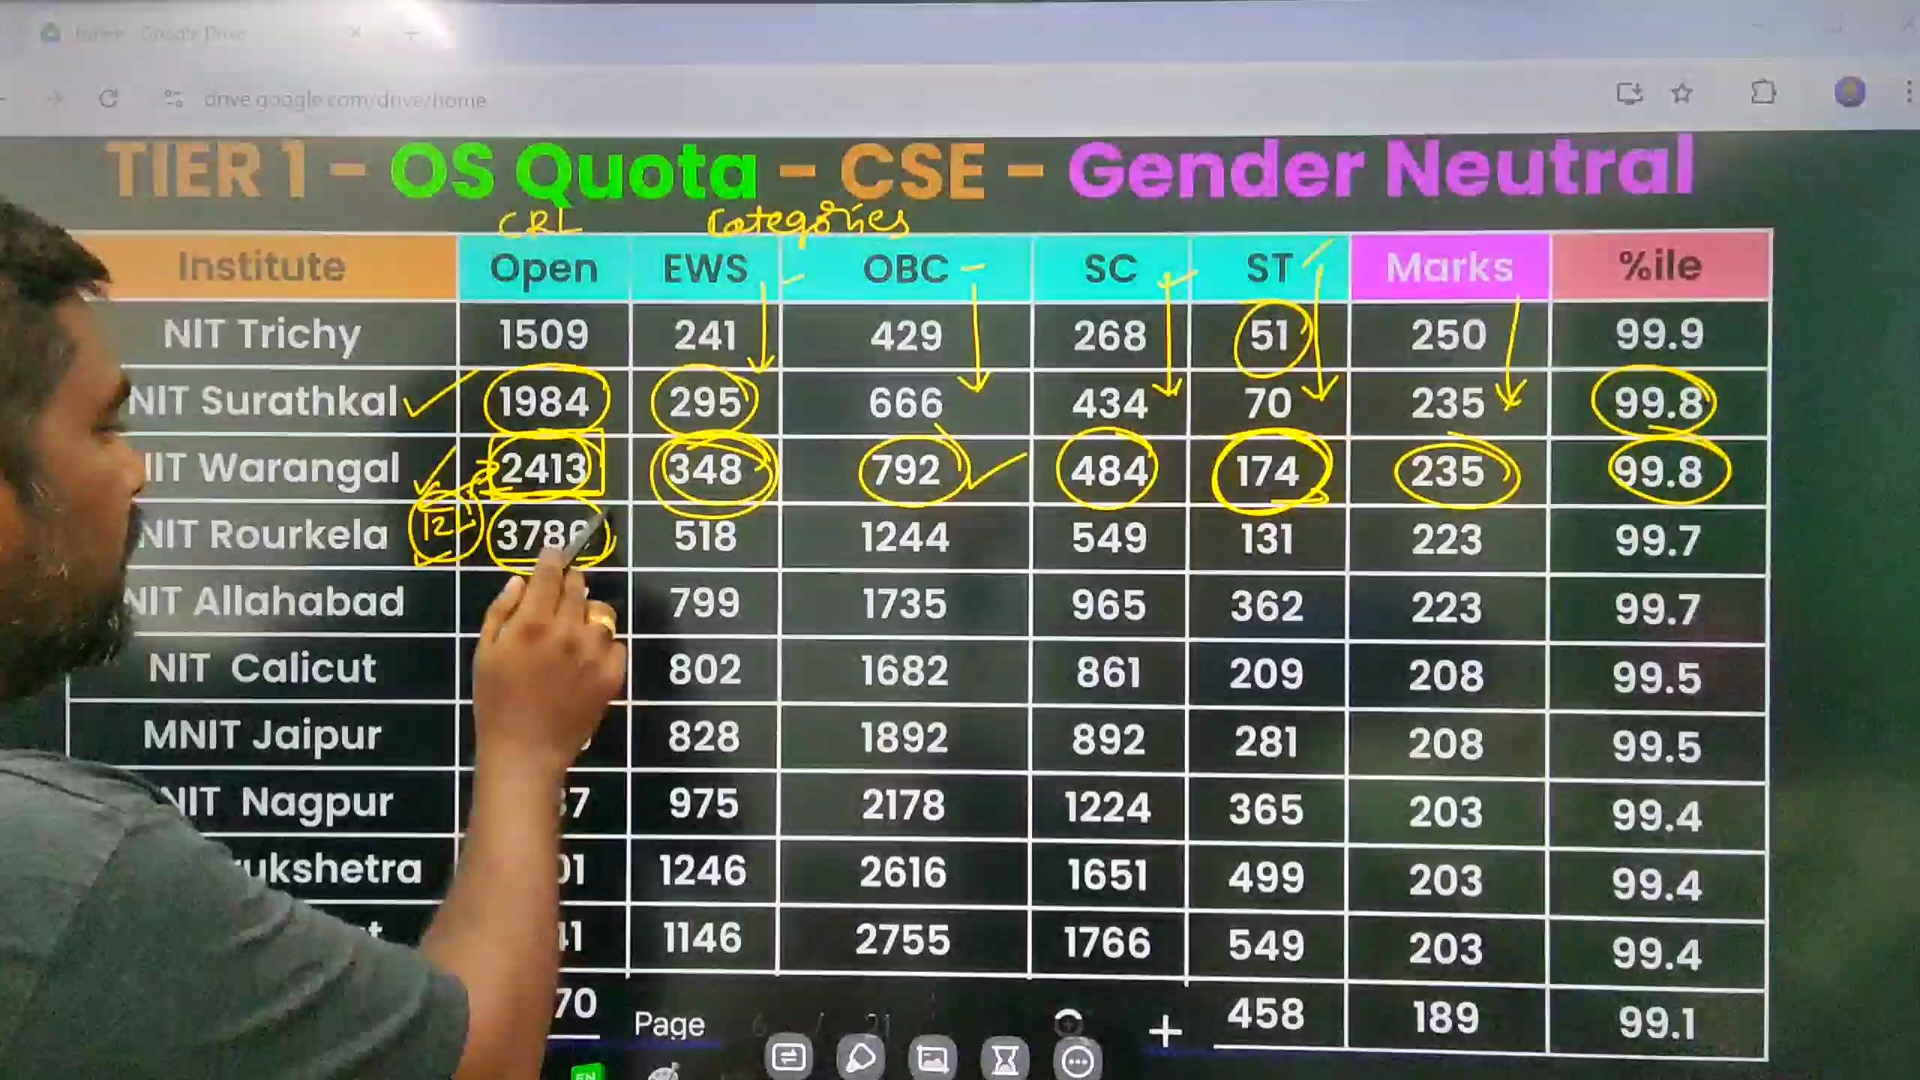 Home - Google Drive
drive.google.com/drive/home
TIER 1 - OS Quota - CSE - Gender Neutral
CRL Categories
Institute Open EWS OBC SC ST Marks %ile
NIT Trichy 1509 241 429 268 51 250 99.9
NIT Surathkal 1984 295 666 434 70 235 99.8
NIT Warangal 2413 348 792 484 174 235 99.8
NIT Rourkela 518 1244 549 131 223 99.7
NIT Allahabad 799 1735 965 362 223 99.7
NIT Calicut 802 1682 861 209 208 99.5
MNIT Jaipur 828 1892 892 281 208 99.5
NIT Nagpur 975 2178 1224 365 203 99.4
1246 2616 1651 499 203 99.4
1146 2755 1766 549 203 99.4
Page 458 189 99.1
EN